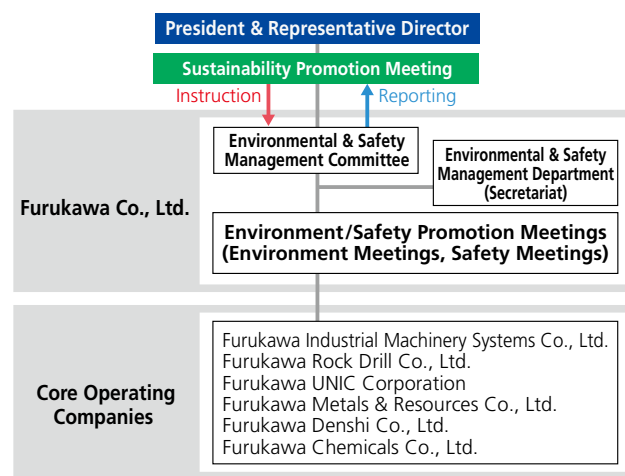 President & Representative Director
Sustainability Promotion Meeting
Instruction
Reporting
Environmental & Safety
Management Committee
Environmental & Safety
Management Department
(Secretariat)
Furukawa Co., Ltd.
Environment/Safety Promotion Meetings
(Environment Meetings, Safety Meetings)
Core Operating
Companies
Furukawa Industrial Machinery Systems Co., Ltd.
Furukawa Rock Drill Co., Ltd.
Furukawa UNIC Corporation
Furukawa Metals & Resources Co., Ltd.
Furukawa Denshi Co., Ltd.
Furukawa Chemicals Co., Ltd.